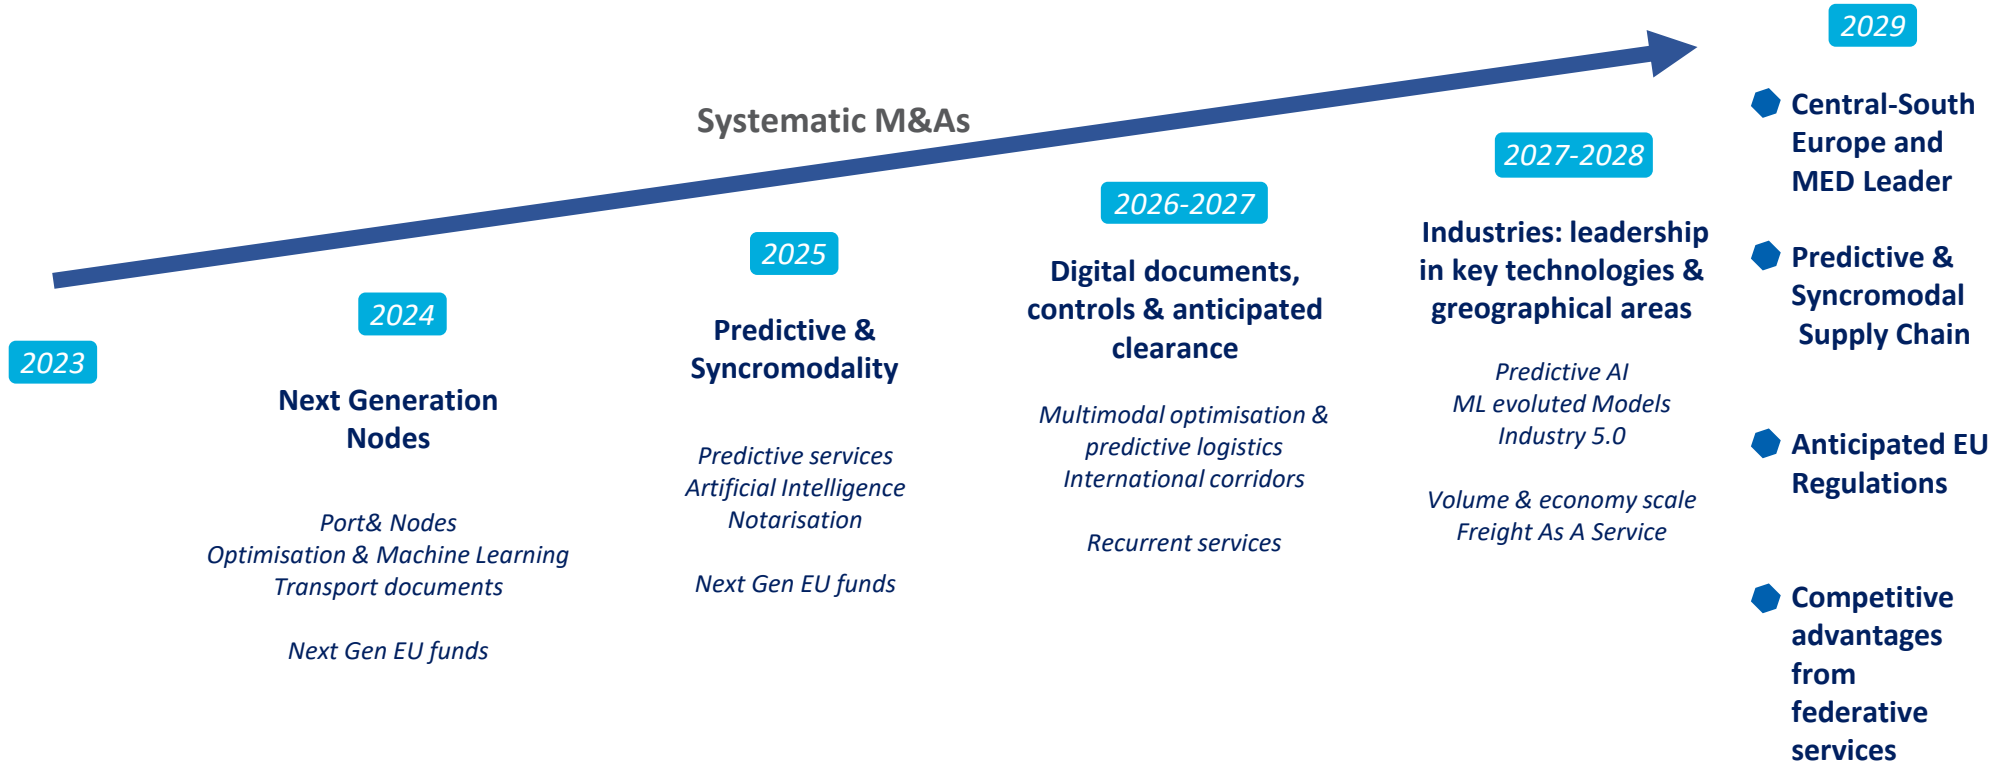 Systematic M&As
2023
2024
Next Generation
Nodes
Port& Nodes
Optimisation & Machine Learning
Transport documents
Next Gen EU funds
2025
Predictive &
Syncromodality
Predictive services
Artificial Intelligence
Notarisation
Next Gen EU funds
2026-2027
Digital documents,
controls & anticipated
clearance
Multimodal optimisation &
predictive logistics
International corridors
Recurrent services
2027-2028
Industries: leadership
in key technologies &
greographical areas
Predictive AI
ML evoluted Models
Industry 5.0
Volume & economy scale
Freight As A Service
2029
Central-South
Europe and
MED Leader
Predictive &
Syncromodal
Supply Chain
Anticipated EU
Regulations
Competitive
advantages
from
federative
services